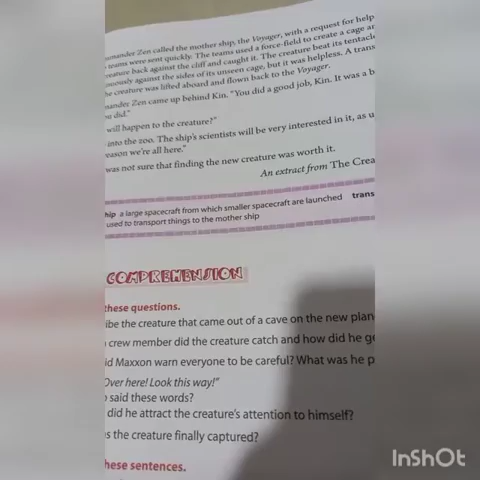 mander Zen called the mother ship, the Voyager, with a request for help
teams were sent quickly. The teams used a force-field to create a cage ar
eature back against the cliff and caught it. The creature beat its tentacle
ously against the sides of its unseen cage, but it was helpless. A trans
he creature was lifted aboard and flown back to the Voyager.
mander Zen came up behind Kin. "You did a good job, Kin. It was a b
u did."
will happen to the creature?"
into the zoo. The ship's scientists will be very interested in it, as u
eason we're all here."
was not sure that finding the new creature was worth it.
An extract from The Crea
hip a large spacecraft from which smaller spacecraft are launched trans
used to transport things to the mother ship
COMPREHENSION
these questions.
ibe the creature that came out of a cave on the new plan
crew member did the creature catch and how did he ge
id Maxxon warn everyone to be careful? What was he p
Over here! Look this way!"
said these words?
did he attract the creature's attention to himself?
s the creature finally captured?
hese sentences.
InShOt